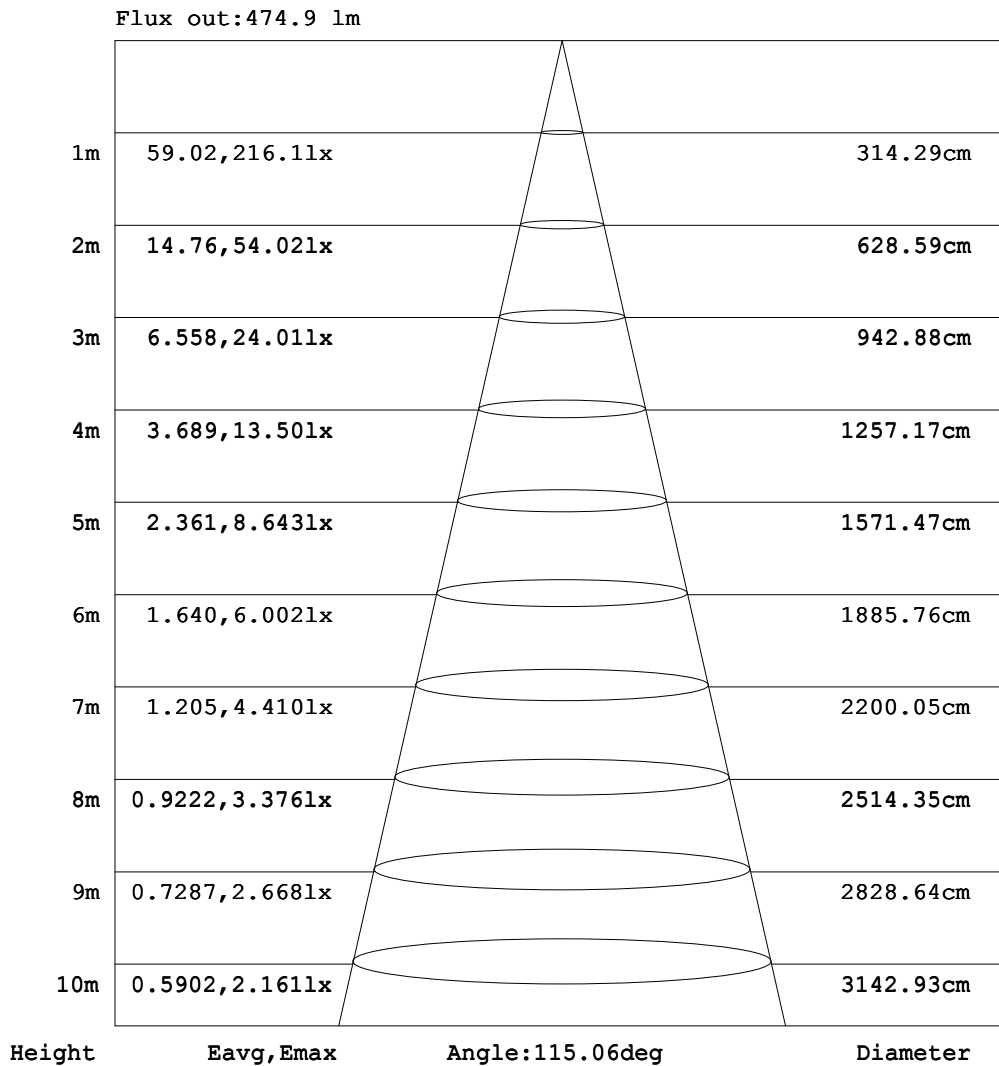 Flux out:474.9 lm
1m 59.02,216.1lx 314.29cm
2m 14.76,54.02lx 628.59cm
3m 6.558,24.01lx 942.88cm
4m 3.689,13.50lx 1257.17cm
5m 2.361,8.643lx 1571.47cm
6m 1.640,6.002lx 1885.76cm
7m 1.205,4.410lx 2200.05cm
8m 0.9222,3.376lx 2514.35cm
9m 0.7287,2.668lx 2828.64cm
10m 0.5902,2.161lx 3142.93cm
Height Eavg,Emax Angle:115.06deg Diameter